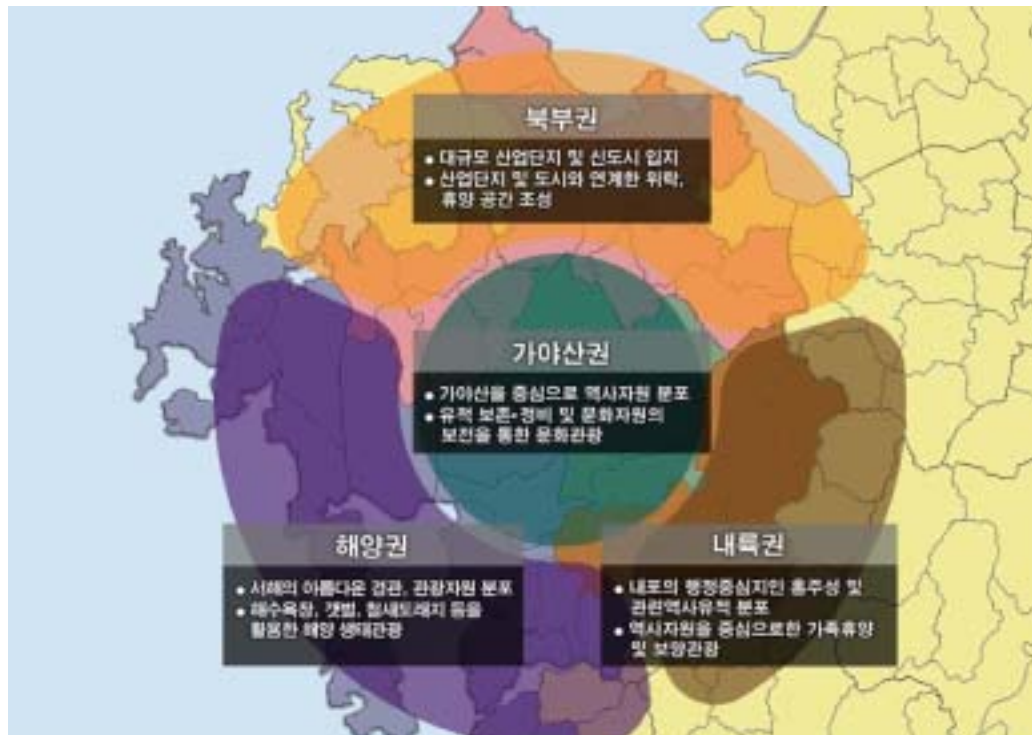 북부권
● 대규모 산업단지 및 신도시 입지
● 산업단지 및 도시와 연계한 위락,
휴양 공간 조성
가야산권
● 가야산을 중심으로 역사자원 분포
● 유적 보존•정비 및 문화자원의
보전을 통한 문화관광
해양권
● 서해의 아름다운 경관, 관광자원 분포
● 해수욕장, 갯벌, 철새도래지 등을
활용한 해양 생태관광
내륙권
● 내포의 행정중심지인 홍주성 및
관련역사유적 분포
● 역사자원을 중심으로한 가족휴양
및 보양관광